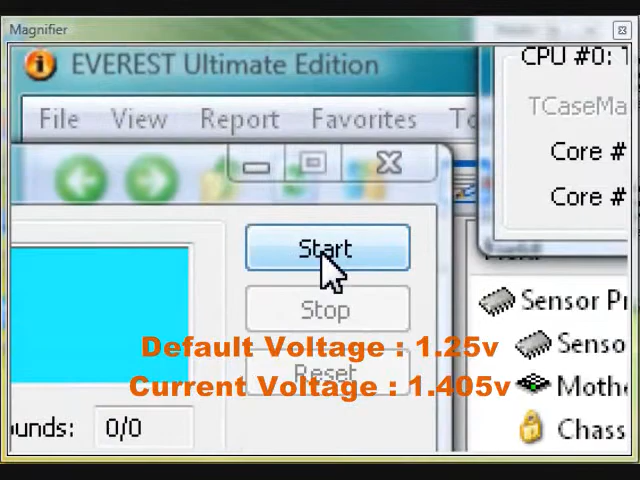 Magnifier
EVEREST Ultimate Edition
CPU #0: T
File View Report Favorites To
TCaseMa
Core #
Core #
Start
Stop
Sensor Pr
Default Voltage : 1.25v
Senso
Reset
Current Voltage : 1.405v
Mothe
unds: 0/0
Chass